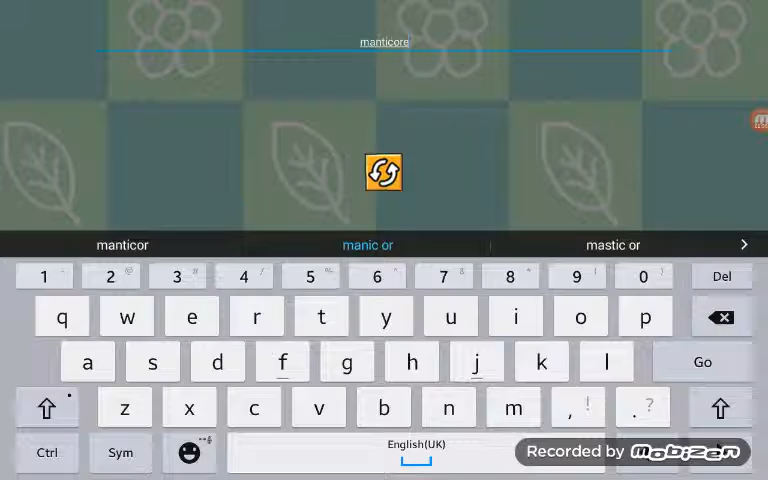 manticore
manticor manic or mastic or
1 2 @ 3 # 4 / 5 % 6 ^ 7 & 8 * 9 ( 0 ) Del
q w e r t y u i o p
a s d f g h j k l Go
z x c v b n m , ! . ?
Ctrl Sym English(UK)
Recorded by mobizen